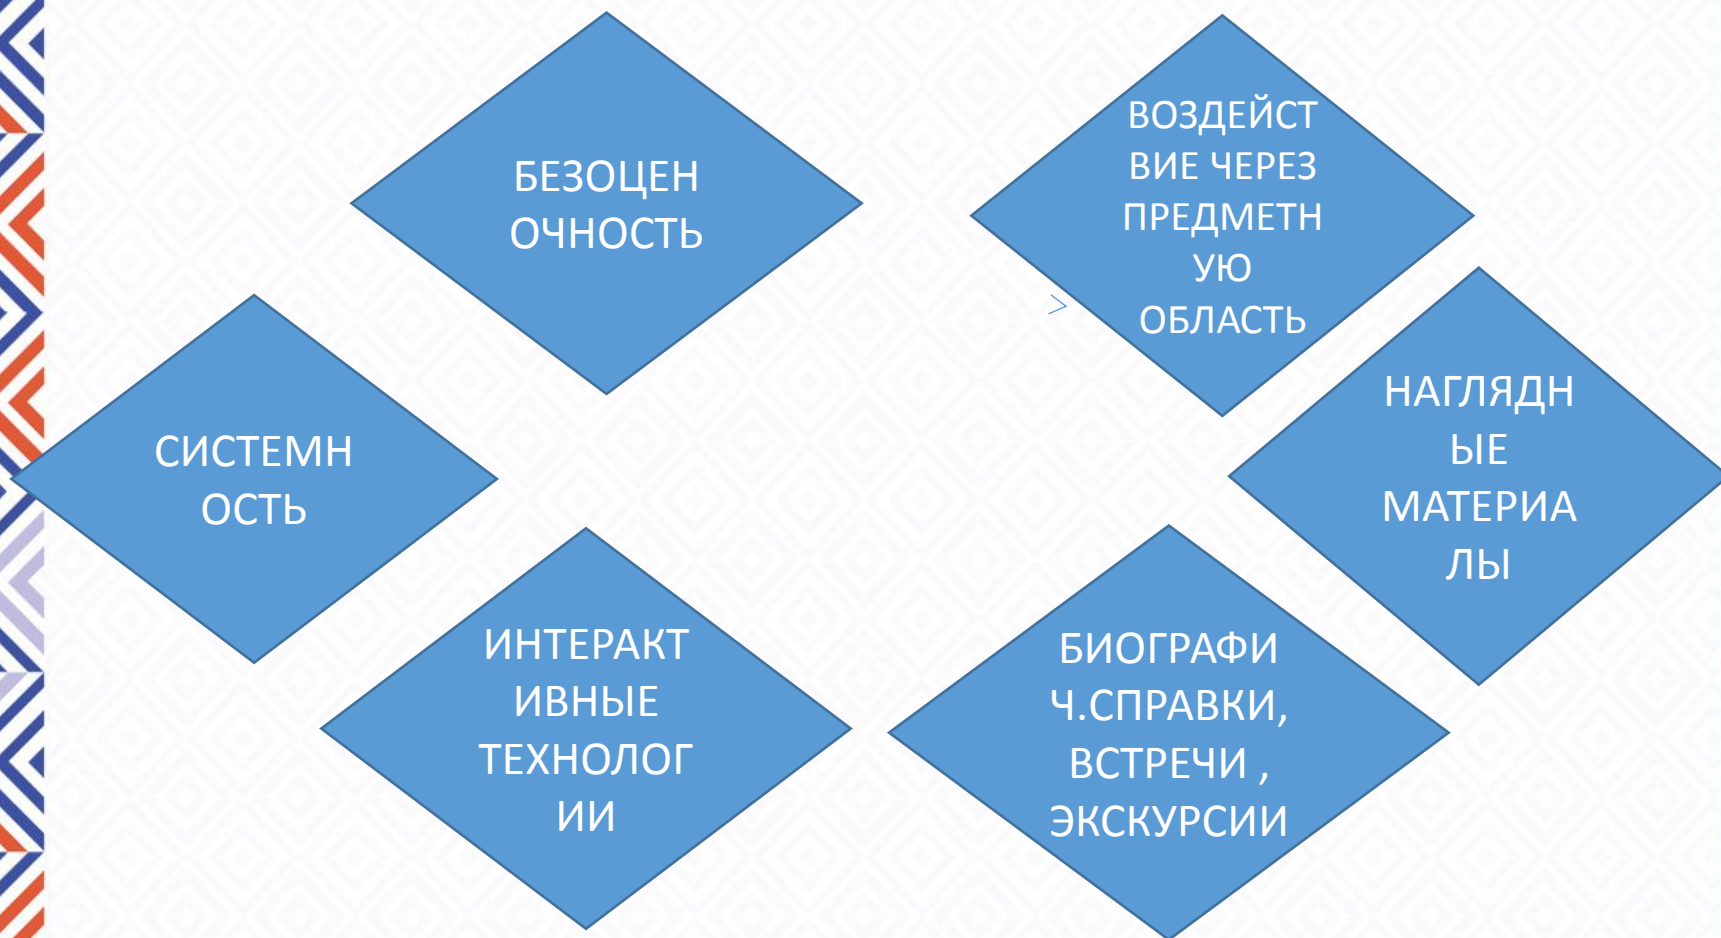 БЕЗОЦЕН
ОЧНОСТЬ
ВОЗДЕЙСТ
ВИЕ ЧЕРЕЗ
ПРЕДМЕТН
УЮ
ОБЛАСТЬ
СИСТЕМН
ОСТЬ
НАГЛЯДН
ЫЕ
МАТЕРИА
ЛЫ
ИНТЕРАКТ
ИВНЫЕ
ТЕХНОЛОГ
ИИ
БИОГРАФИ
Ч.СПРАВКИ,
ВСТРЕЧИ ,
ЭКСКУРСИИ